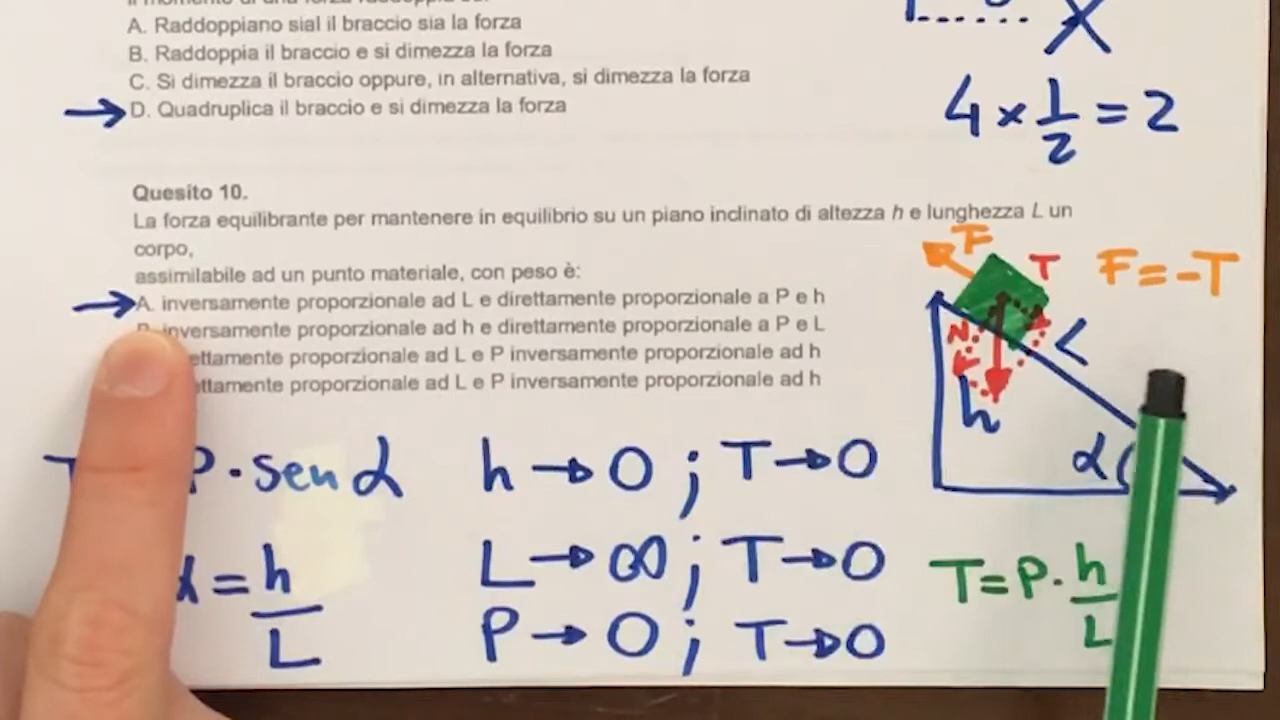 A. Raddoppiano sial il braccio sia la forza
B. Raddoppia il braccio e si dimezza la forza
C. Si dimezza il braccio oppure, in alternativa, si dimezza la forza
D. Quadruplica il braccio e si dimezza la forza
4 × 1/2 = 2
Quesito 10.
La forza equilibrante per mantenere in equilibrio su un piano inclinato di altezza h e lunghezza L un
corpo,
assimilabile ad un punto materiale, con peso è:
A. inversamente proporzionale ad L e direttamente proporzionale a P e h
inversamente proporzionale ad h e direttamente proporzionale a P e L
ettamente proporzionale ad L e P inversamente proporzionale ad h
ettamente proporzionale ad L e P inversamente proporzionale ad h
F
T
F=-T
N
L
h
α
P·sen α
h→0; T→0
=h/L
L→∞; T→0
T=P·h/L
P→0; T→0